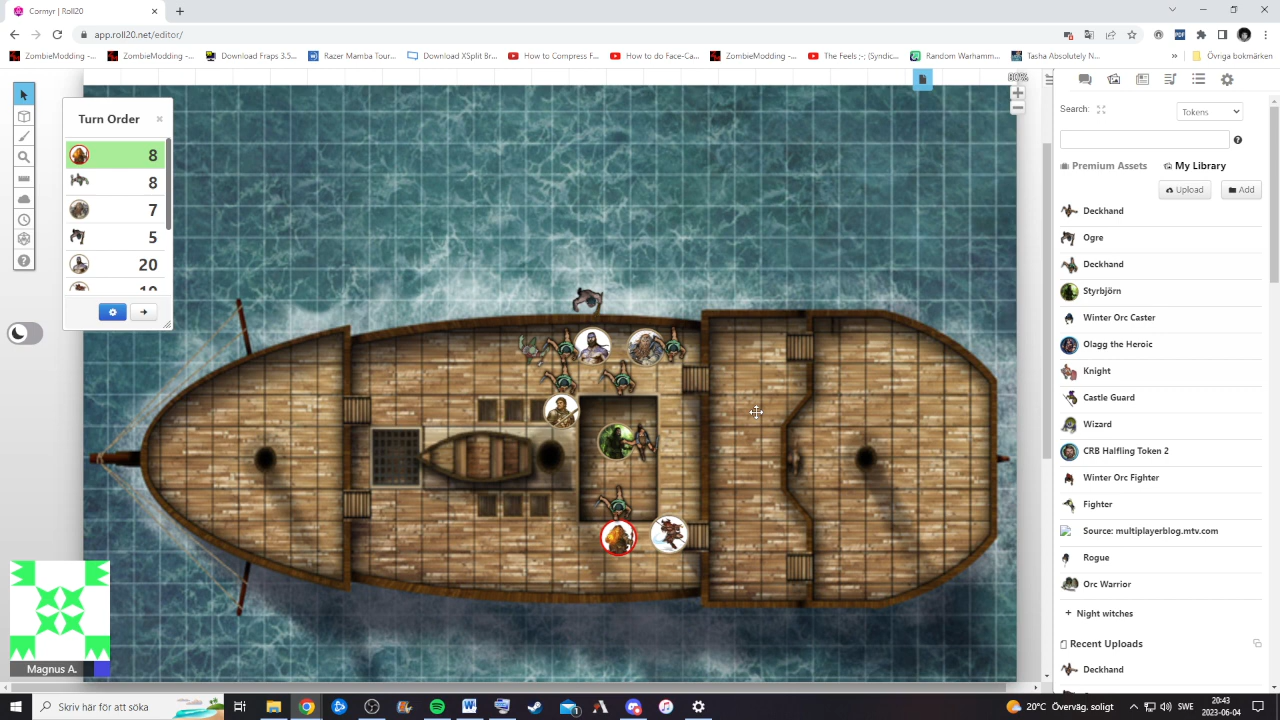 Cormyr | Roll20
app.roll20.net/editor/
ZombieModding -...
ZombieModding -...
Download Fraps 3.5...
Razer Mamba Tour...
Download XSplit Br...
How to Compress F...
How to do Face-Ca...
ZombieModding -...
The Feels ;-; (Syndic...
Random Warhamm...
Tasha Absolutely N...
»
Övriga bokmärken
Turn Order
8
8
7
5
20
Search:
Tokens
Premium Assets
My Library
Upload
Add
Deckhand
Ogre
Deckhand
Styrbjörn
Winter Orc Caster
Olagg the Heroic
Knight
Castle Guard
Wizard
CRB Halfling Token 2
Winter Orc Fighter
Fighter
Source: multiplayerblog.mtv.com
Rogue
Orc Warrior
+ Night witches
Recent Uploads
Deckhand
Magnus A.
Skriv här för att söka
20°C Överväg. soligt
SWE
20:43
2023-06-04